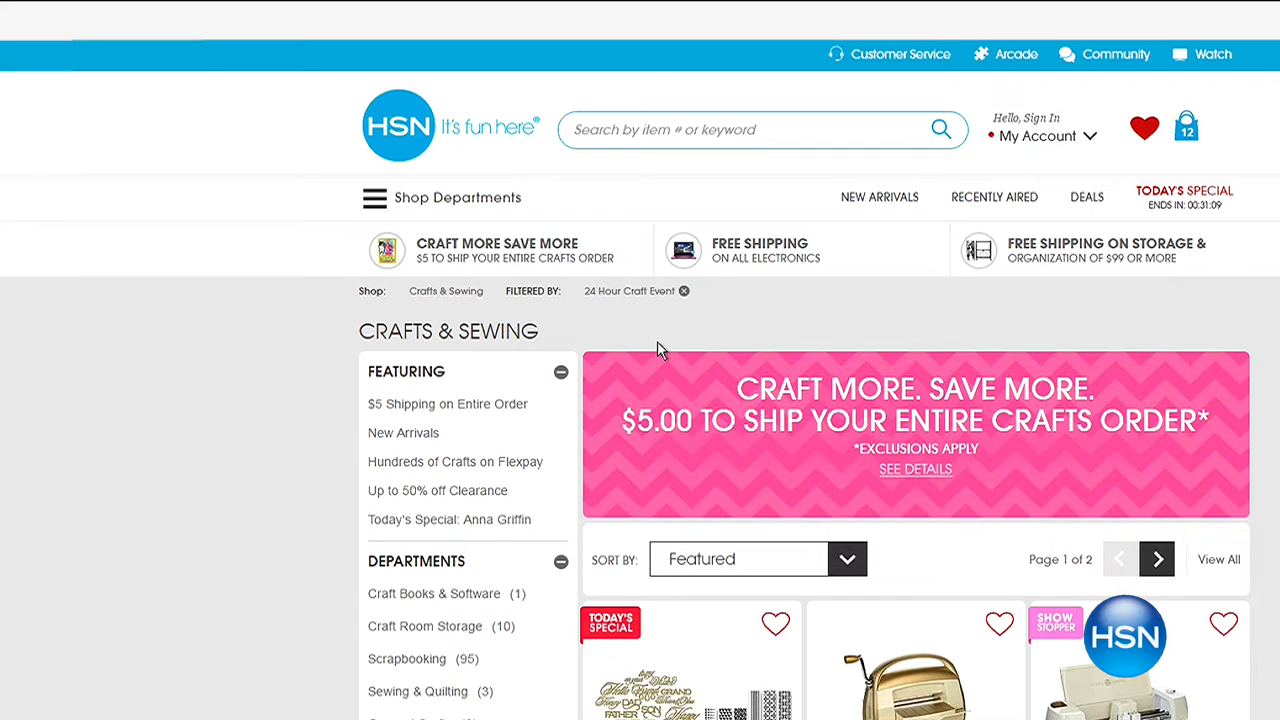 Customer Service
Arcade
Community
Watch
HSN
It's fun here®
Search by item # or keyword
Hello, Sign In
My Account
12
Shop Departments
NEW ARRIVALS
RECENTLY AIRED
DEALS
TODAY'S SPECIAL
ENDS IN: 00:31:09
CRAFT MORE SAVE MORE
$5 TO SHIP YOUR ENTIRE CRAFTS ORDER
FREE SHIPPING
ON ALL ELECTRONICS
FREE SHIPPING ON STORAGE &
ORGANIZATION OF $99 OR MORE
Shop: Crafts & Sewing FILTERED BY: 24 Hour Craft Event
CRAFTS & SEWING
FEATURING
$5 Shipping on Entire Order
New Arrivals
Hundreds of Crafts on Flexpay
Up to 50% off Clearance
Today's Special: Anna Griffin
DEPARTMENTS
Craft Books & Software (1)
Craft Room Storage (10)
Scrapbooking (95)
Sewing & Quilting (3)
CRAFT MORE. SAVE MORE.
$5.00 TO SHIP YOUR ENTIRE CRAFTS ORDER*
*EXCLUSIONS APPLY
SEE DETAILS
SORT BY: Featured
Page 1 of 2
View All
TODAY'S
SPECIAL
SHOW
STOPPER
HSN
Hello
GRAND
DAD
SON
FATHER